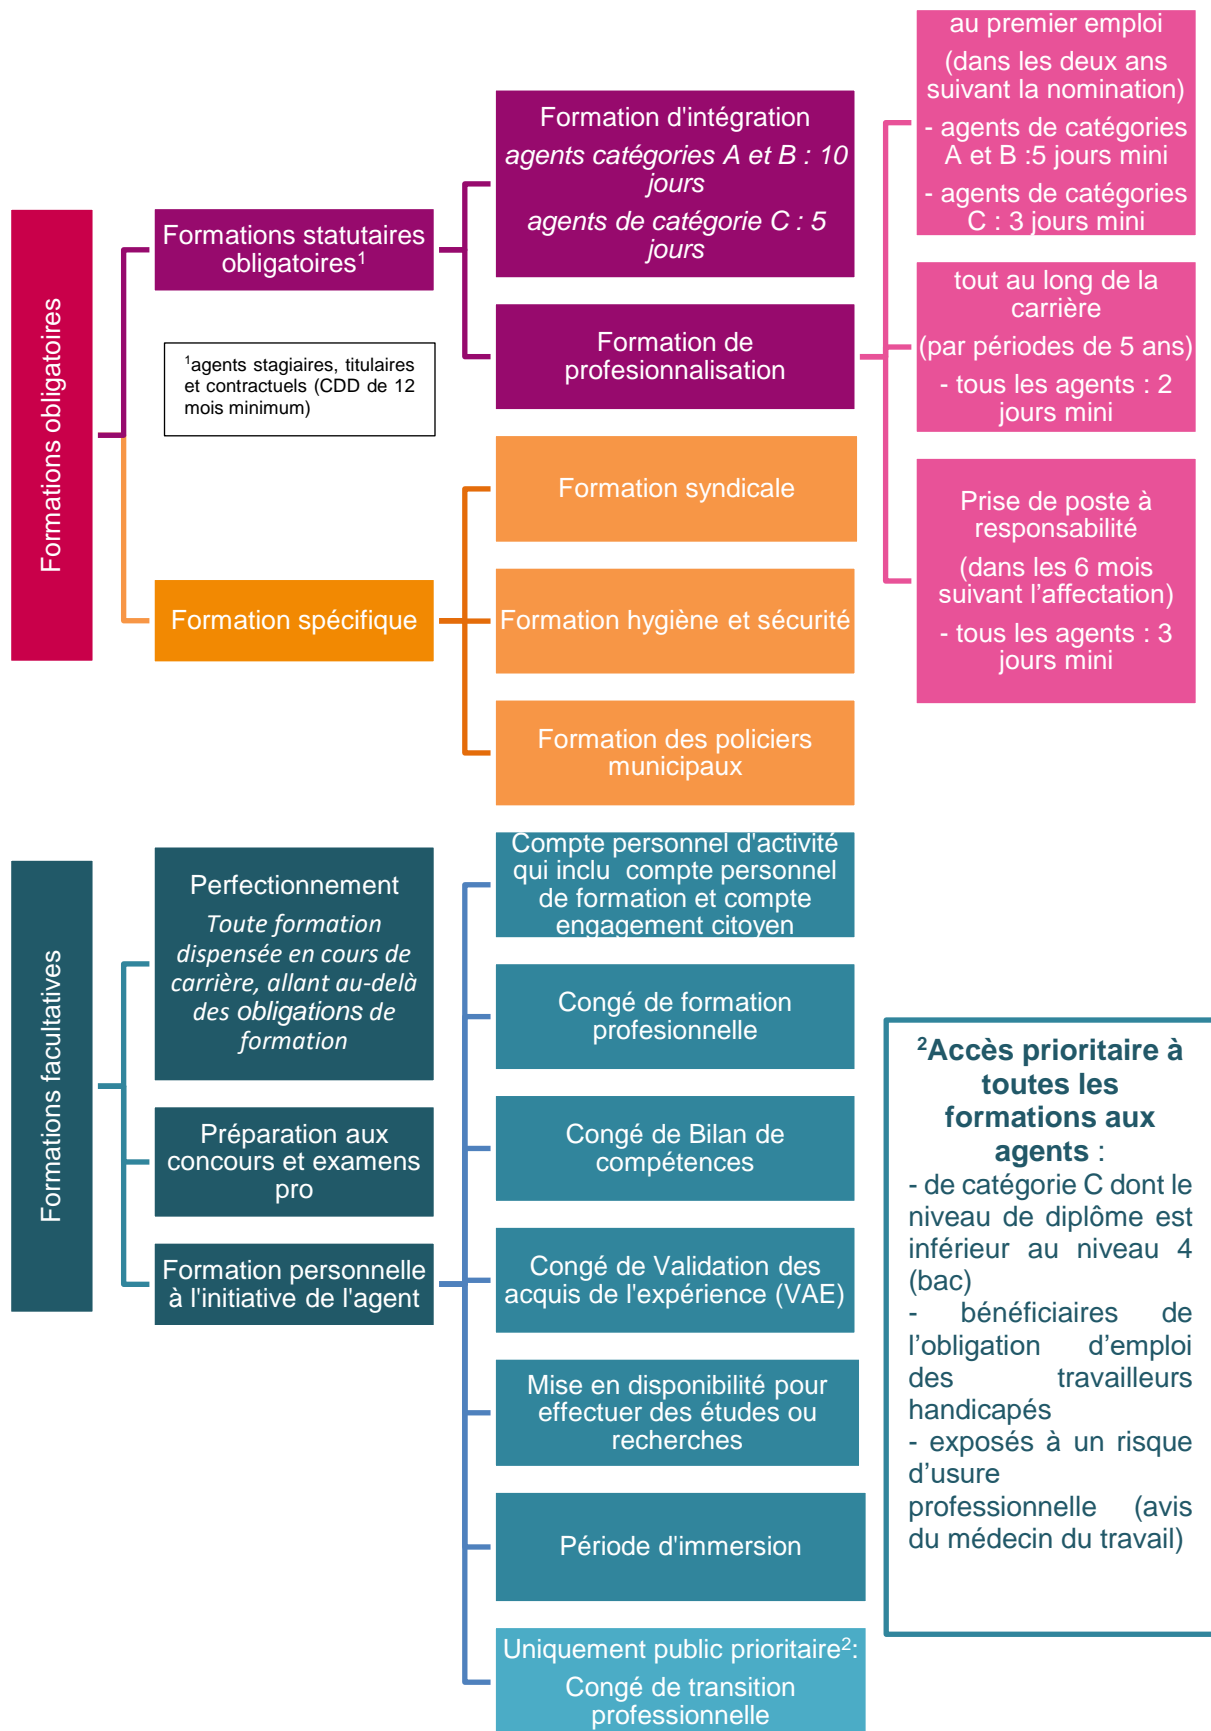 Formations obligatoires
Formations statutaires
obligatoires¹
¹agents stagiaires, titulaires
et contractuels (CDD de 12
mois minimum)
Formation d'intégration
agents catégories A et B : 10
jours
agents de catégorie C : 5
jours
Formation de
profesionnalisation
au premier emploi
(dans les deux ans
suivant la nomination)
- agents de catégories
A et B :5 jours mini
- agents de catégories
C : 3 jours mini
tout au long de la
carrière
(par périodes de 5 ans)
- tous les agents : 2
jours mini
Prise de poste à
responsabilité
(dans les 6 mois
suivant l’affectation)
- tous les agents : 3
jours mini
Formation spécifique
Formation syndicale
Formation hygiène et sécurité
Formation des policiers
municipaux
Formations facultatives
Perfectionnement
Toute formation
dispensée en cours de
carrière, allant au-delà
des obligations de
formation
Préparation aux
concours et examens
pro
Formation personnelle
à l'initiative de l'agent
Compte personnel d'activité
qui inclu  compte personnel
de formation et compte
engagement citoyen
Congé de formation
profesionnelle
Congé de Bilan de
compétences
Congé de Validation des
acquis de l'expérience (VAE)
Mise en disponibilité pour
effectuer des études ou
recherches
Période d'immersion
Uniquement public prioritaire²:
Congé de transition
professionelle
²Accès prioritaire à
toutes les
formations aux
agents :
- de catégorie C dont le
niveau de diplôme est
inférieur au niveau 4
(bac)
- bénéficiaires de
l’obligation d’emploi
des travailleurs
handicapés
- exposés à un risque
d’usure
professionnelle (avis
du médecin du travail)